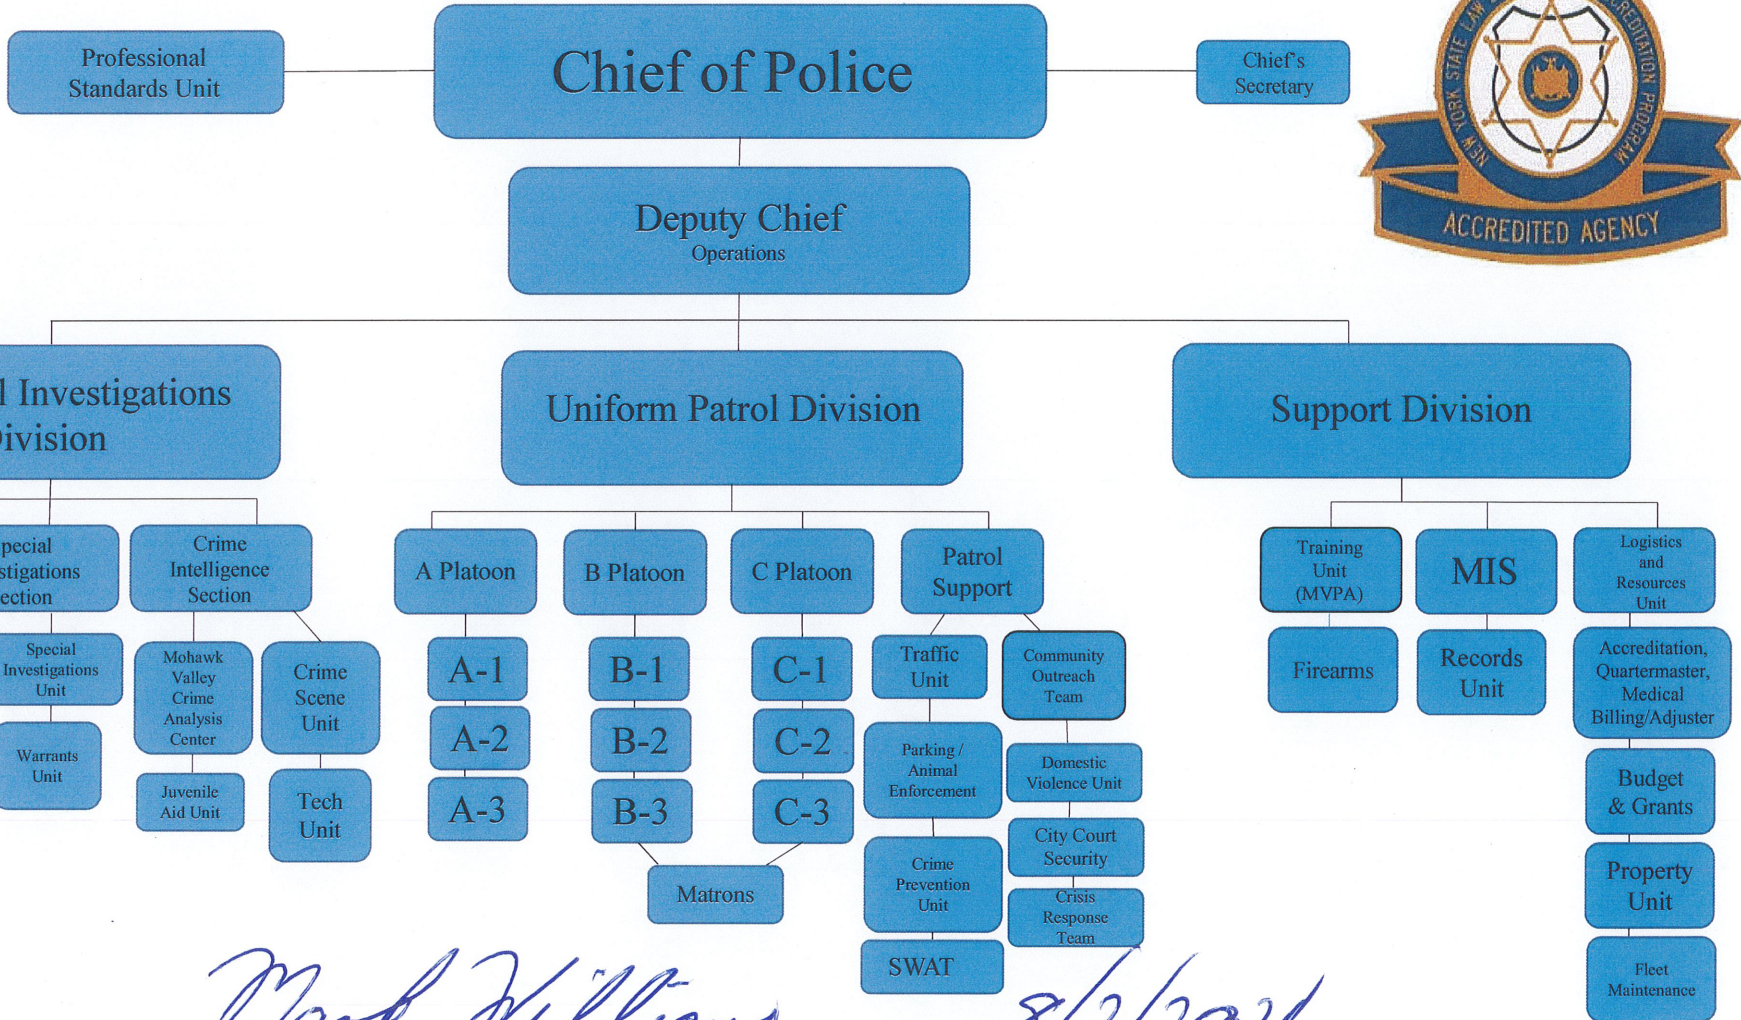 Professional
Standards Unit
Chief of Police
Chief's
Secretary
NEW YORK STATE LAW
ACCREDITATION PROGRAM
ACCREDITED AGENCY
Deputy Chief
Operations
l Investigations
ivision
Uniform Patrol Division
Support Division
pecial
stigations
ection
Crime
Intelligence
Section
A Platoon
B Platoon
C Platoon
Patrol
Support
Training
Unit
(MVPA)
MIS
Logistics
and
Resources
Unit
Special
Investigations
Unit
Mohawk
Valley
Crime
Analysis
Center
Crime
Scene
Unit
A-1
B-1
C-1
Traffic
Unit
Community
Outreach
Team
Firearms
Records
Unit
Accreditation,
Quartermaster,
Medical
Billing/Adjuster
Warrants
Unit
Juvenile
Aid Unit
Tech
Unit
A-2
B-2
C-2
Parking /
Animal
Enforcement
Domestic
Violence Unit
Budget
& Grants
A-3
B-3
C-3
Crime
Prevention
Unit
City Court
Security
Property
Unit
Matrons
Crisis
Response
Team
SWAT
Fleet
Maintenance
Mark Williams